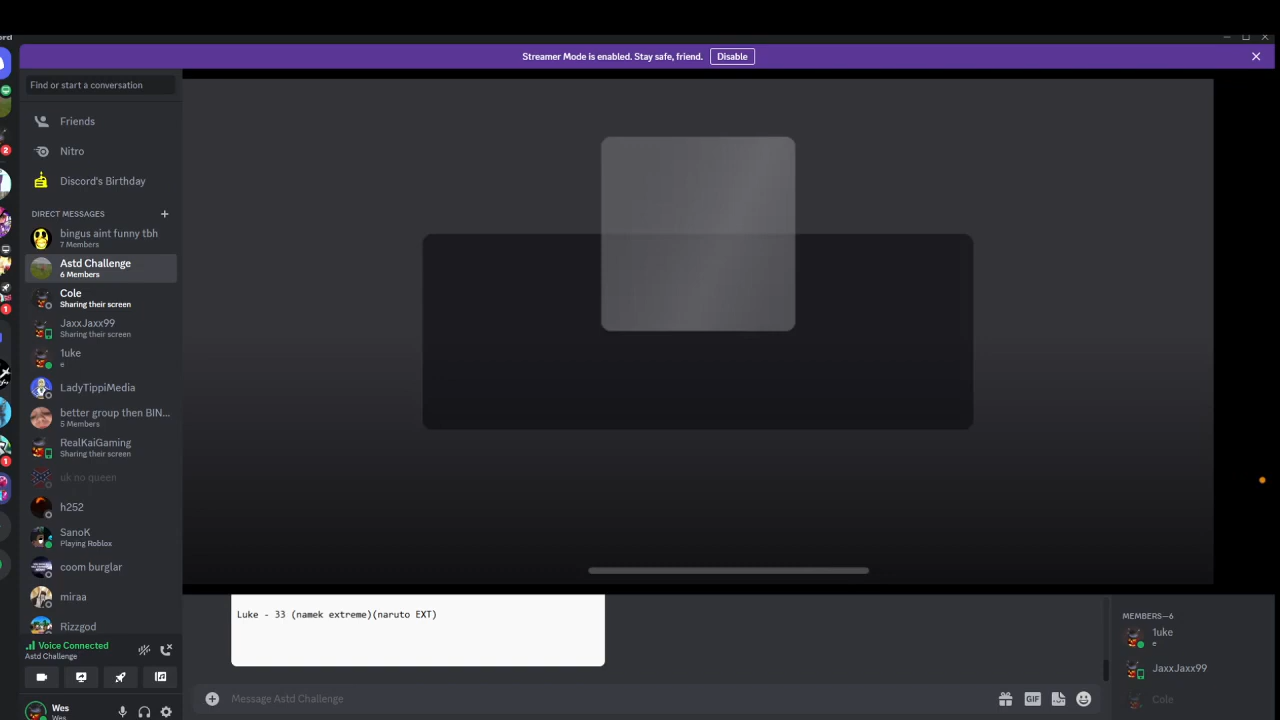 Streamer Mode is enabled. Stay safe, friend.
Disable
Find or start a conversation
Friends
Nitro
Discord's Birthday
DIRECT MESSAGES
bingus aint funny tbh
7 Members
Astd Challenge
6 Members
Cole
Sharing their screen
JaxxJaxx99
Sharing their screen
1uke
e
LadyTippiMedia
better group then BIN...
5 Members
RealKaiGaming
Sharing their screen
uk no queen
h252
SanoK
Playing Roblox
coom burglar
miraa
Rizzgod
Voice Connected
Astd Challenge
Wes
Wes
2
1
1
Luke - 33 (namek extreme)(naruto EXT)
Message Astd Challenge
GIF
MEMBERS—6
1uke
e
JaxxJaxx99
Cole